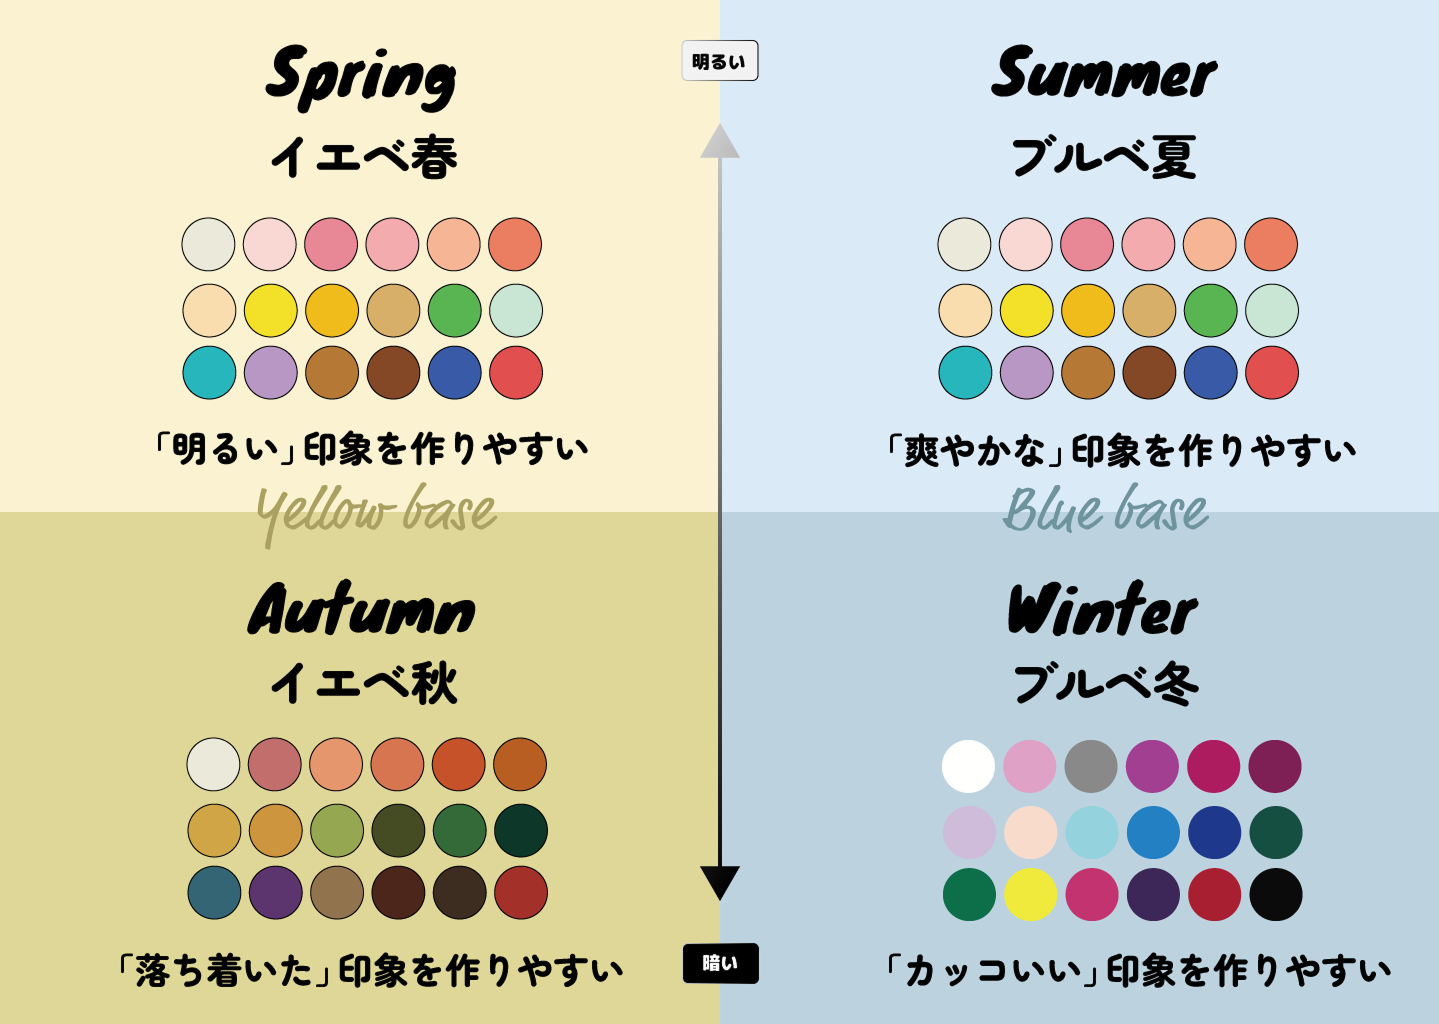 明るい
Spring
イエベ春
「明るい」印象を作りやすい
Summer
ブルベ夏
「爽やかな」印象を作りやすい
Yellow base
Blue base
Autumn
イエベ秋
「落ち着いた」印象を作りやすい
Winter
ブルベ冬
「カッコいい」印象を作りやすい
暗い